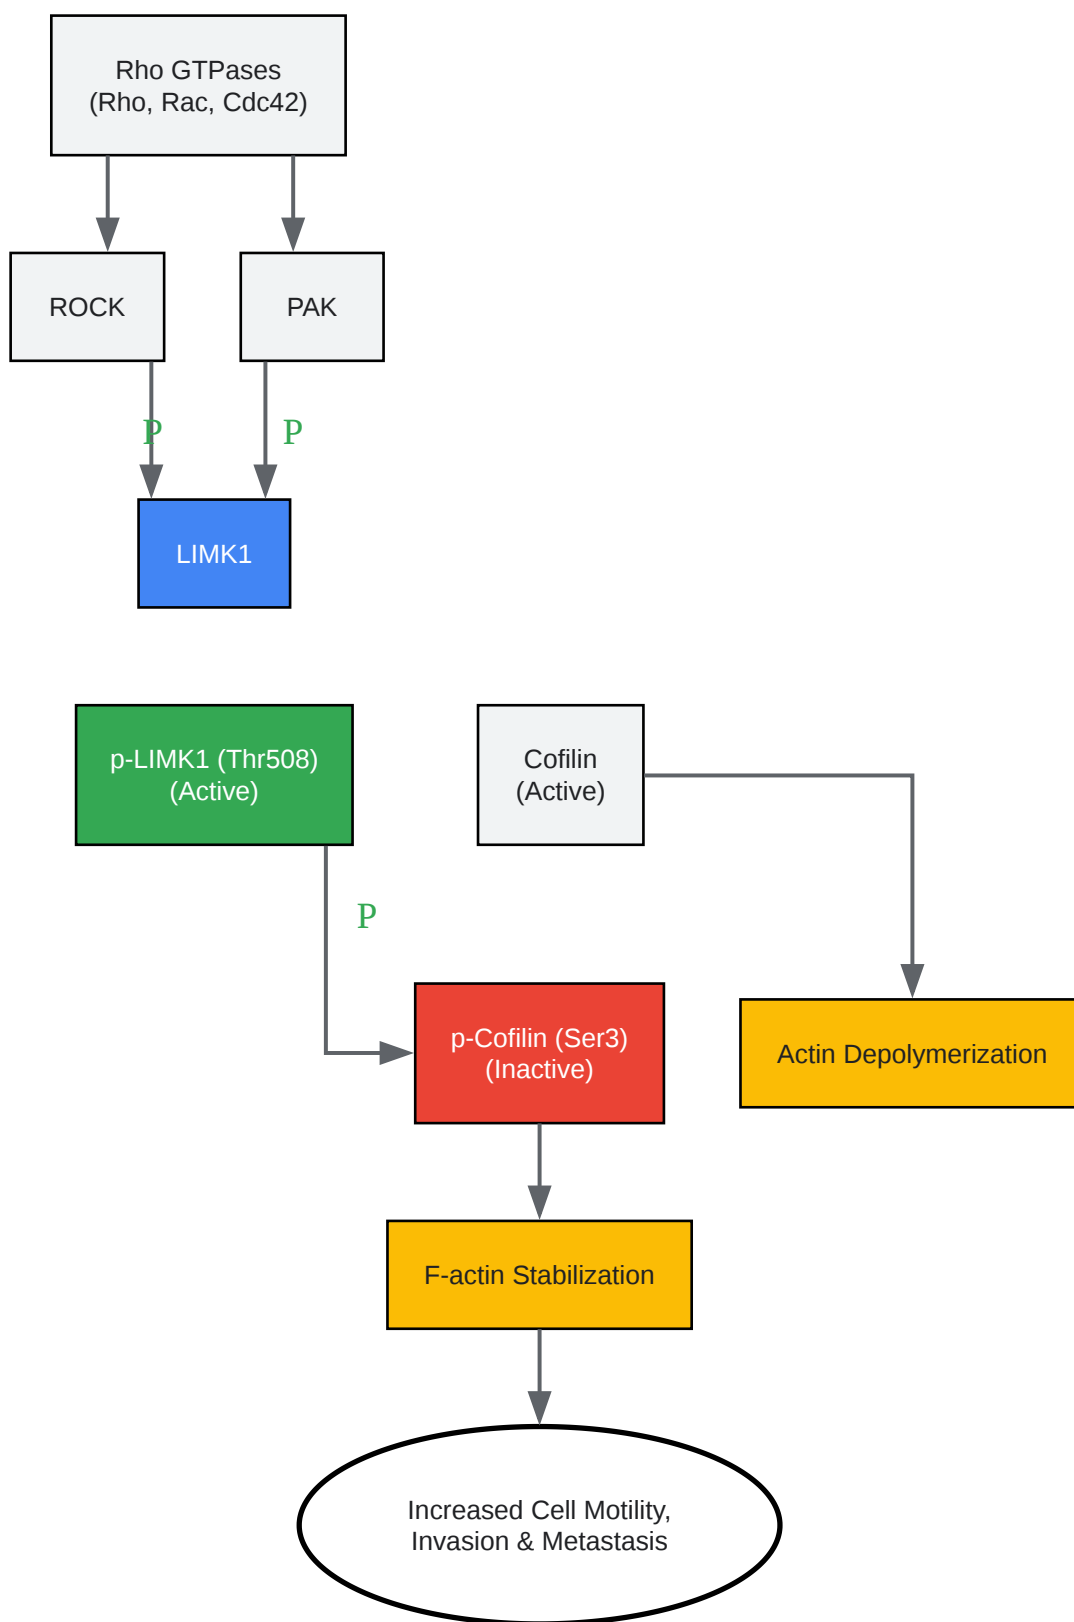 Rho GTPases
(Rho, Rac, Cdc42)
ROCK
PAK
P
P
LIMK1
p-LIMK1 (Thr508)
(Active)
Cofilin
(Active)
P
p-Cofilin (Ser3)
(Inactive)
Actin Depolymerization
F-actin Stabilization
Increased Cell Motility,
Invasion & Metastasis